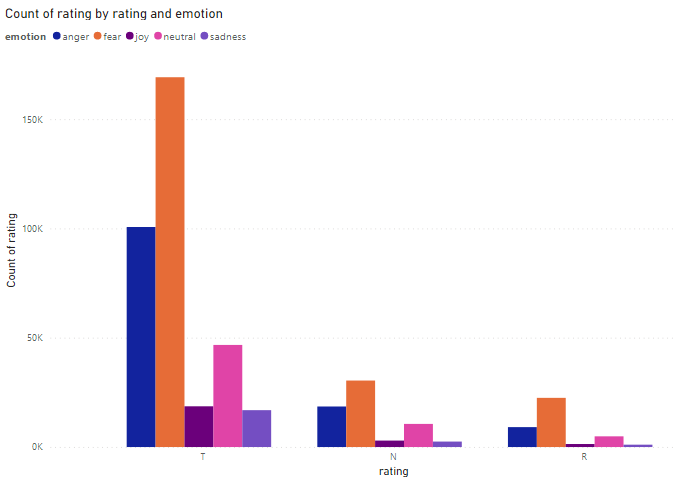 Count of rating by rating and emotion
emotion anger fear joy neutral sadness
150K
100K
50K
0K
Count of rating
T N R
rating